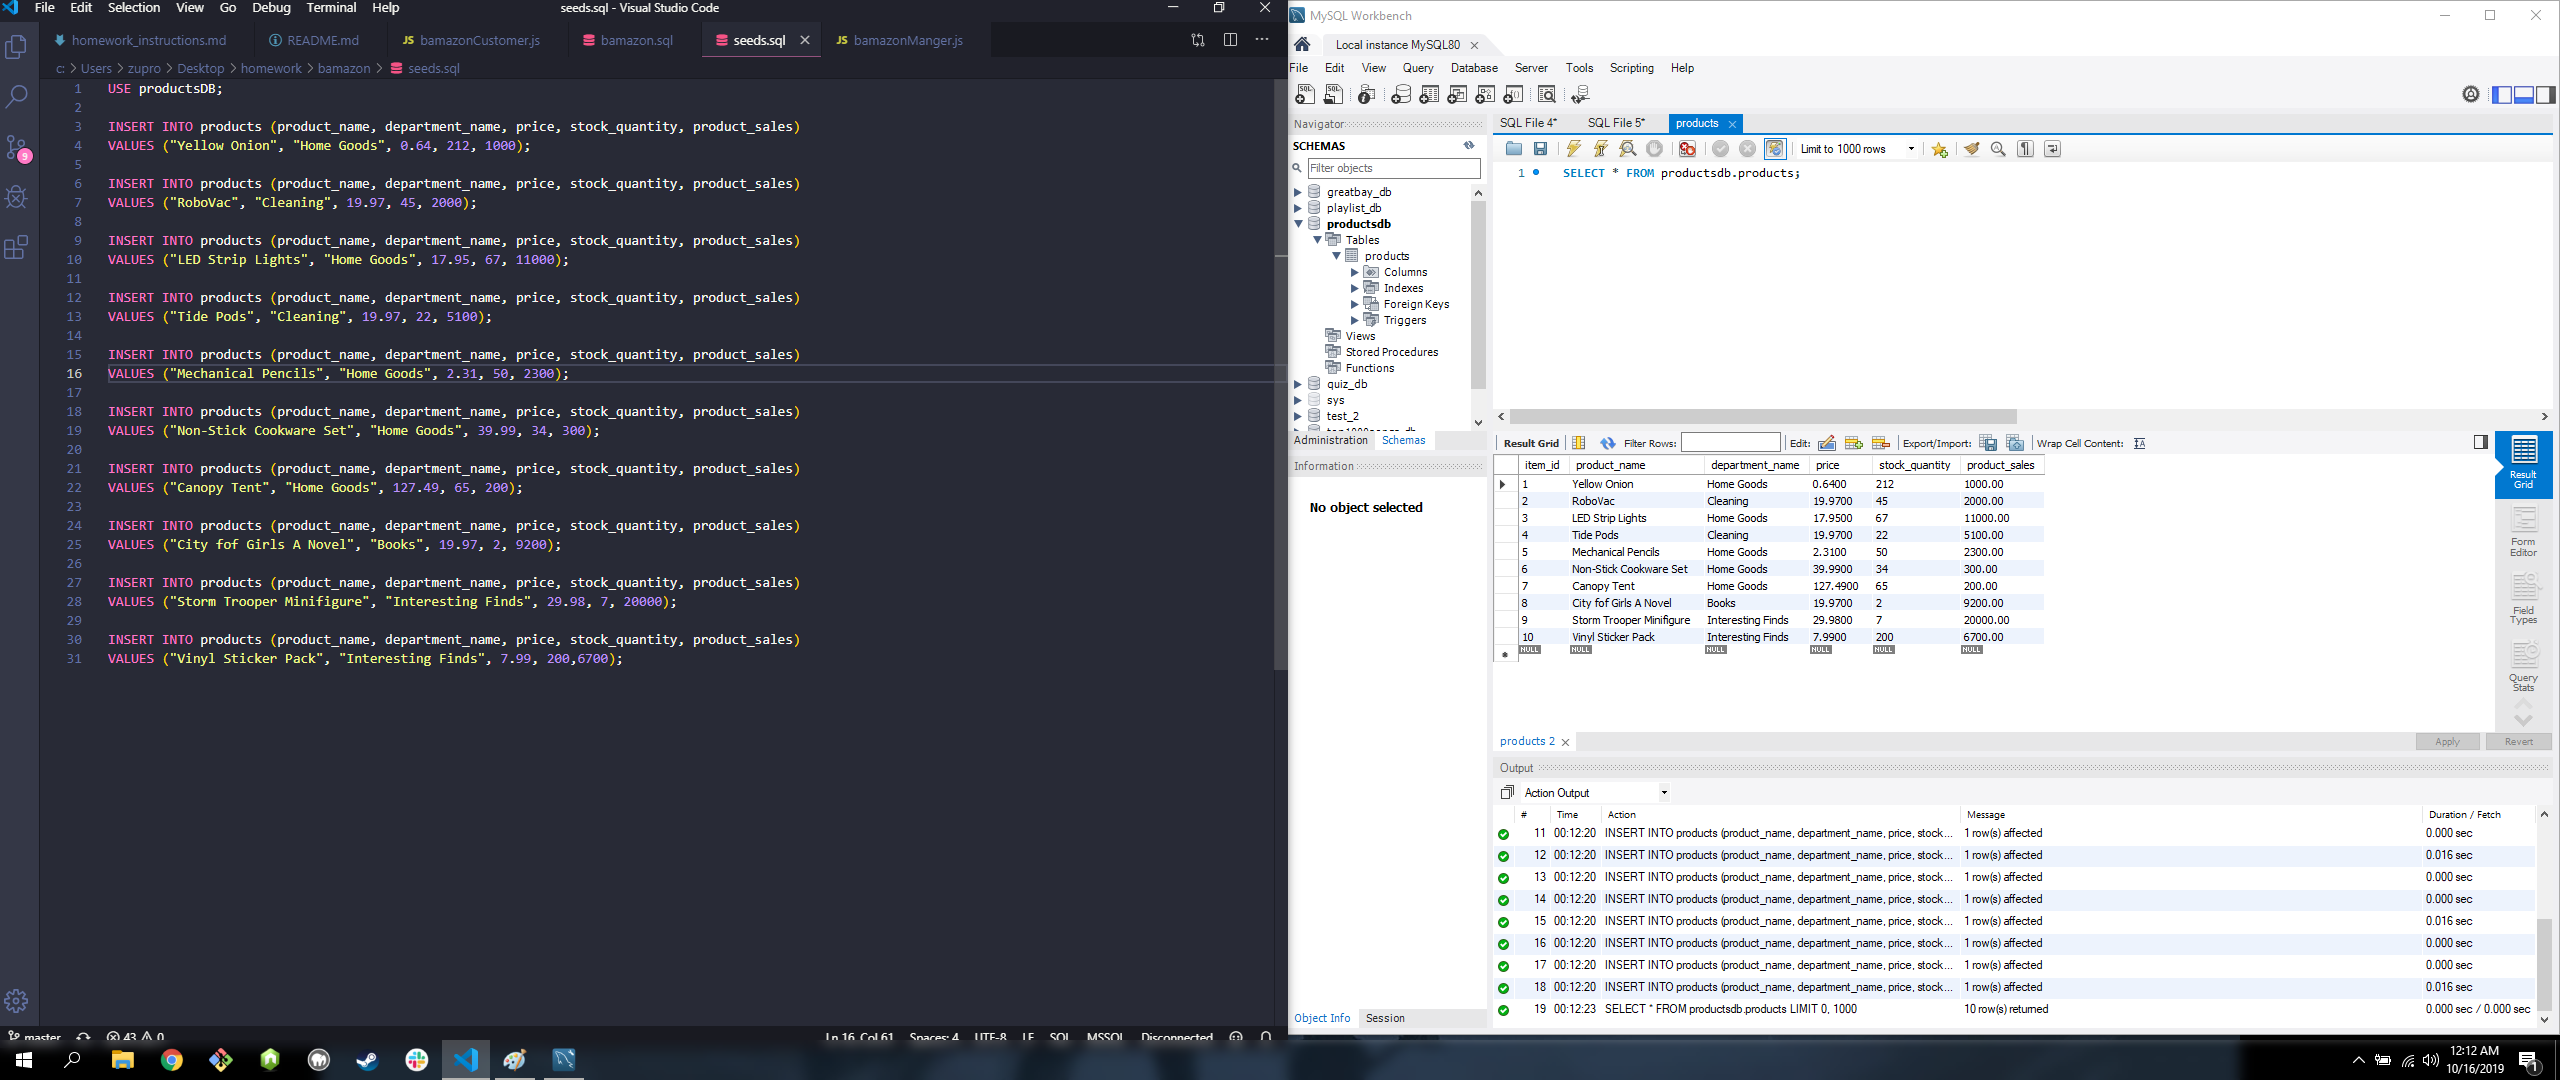 File Edit Selection View Go Debug Terminal Help seeds.sql - Visual Studio Code
homework_instructions.md README.md JS bamazonCustomer.js bamazon.sql seeds.sql JS bamazonManger.js
c: > Users > zupro > Desktop > homework > bamazon > seeds.sql
1 USE productsDB;
2
3 INSERT INTO products (product_name, department_name, price, stock_quantity, product_sales)
4 VALUES ("Yellow Onion", "Home Goods", 0.64, 212, 1000);
5
6 INSERT INTO products (product_name, department_name, price, stock_quantity, product_sales)
7 VALUES ("RoboVac", "Cleaning", 19.97, 45, 2000);
8
9 INSERT INTO products (product_name, department_name, price, stock_quantity, product_sales)
10 VALUES ("LED Strip Lights", "Home Goods", 17.95, 67, 11000);
11
12 INSERT INTO products (product_name, department_name, price, stock_quantity, product_sales)
13 VALUES ("Tide Pods", "Cleaning", 19.97, 22, 5100);
14
15 INSERT INTO products (product_name, department_name, price, stock_quantity, product_sales)
16 VALUES ("Mechanical Pencils", "Home Goods", 2.31, 50, 2300);
17
18 INSERT INTO products (product_name, department_name, price, stock_quantity, product_sales)
19 VALUES ("Non-Stick Cookware Set", "Home Goods", 39.99, 34, 300);
20
21 INSERT INTO products (product_name, department_name, price, stock_quantity, product_sales)
22 VALUES ("Canopy Tent", "Home Goods", 127.49, 65, 200);
23
24 INSERT INTO products (product_name, department_name, price, stock_quantity, product_sales)
25 VALUES ("City fof Girls A Novel", "Books", 19.97, 2, 9200);
26
27 INSERT INTO products (product_name, department_name, price, stock_quantity, product_sales)
28 VALUES ("Storm Trooper Minifigure", "Interesting Finds", 29.98, 7, 20000);
29
30 INSERT INTO products (product_name, department_name, price, stock_quantity, product_sales)
31 VALUES ("Vinyl Sticker Pack", "Interesting Finds", 7.99, 200,6700);
9
master 43 0 Ln 16, Col 61 Spaces: 4 UTF-8 LF SQL MSSQL Disconnected
MySQL Workbench
Local instance MySQL80
File Edit View Query Database Server Tools Scripting Help
Navigator
SCHEMAS
Filter objects
greatbay_db
playlist_db
productsdb
Tables
products
Columns
Indexes
Foreign Keys
Triggers
Views
Stored Procedures
Functions
quiz_db
sys
test_2
Administration Schemas
Information
No object selected
Object Info Session
SQL File 4* SQL File 5* products
Limit to 1000 rows
1 SELECT * FROM productsdb.products;
Result Grid Filter Rows: Edit: Export/Import: Wrap Cell Content:
item_id product_name department_name price stock_quantity product_sales
1 Yellow Onion Home Goods 0.6400 212 1000.00
2 RoboVac Cleaning 19.9700 45 2000.00
3 LED Strip Lights Home Goods 17.9500 67 11000.00
4 Tide Pods Cleaning 19.9700 22 5100.00
5 Mechanical Pencils Home Goods 2.3100 50 2300.00
6 Non-Stick Cookware Set Home Goods 39.9900 34 300.00
7 Canopy Tent Home Goods 127.4900 65 200.00
8 City fof Girls A Novel Books 19.9700 2 9200.00
9 Storm Trooper Minifigure Interesting Finds 29.9800 7 20000.00
10 Vinyl Sticker Pack Interesting Finds 7.9900 200 6700.00
NULL NULL NULL NULL NULL NULL
Result Grid
Form Editor
Field Types
Query Stats
products 2 Apply Revert
Output
Action Output
# Time Action Message Duration / Fetch
11 00:12:20 INSERT INTO products (product_name, department_name, price, stock... 1 row(s) affected 0.000 sec
12 00:12:20 INSERT INTO products (product_name, department_name, price, stock... 1 row(s) affected 0.016 sec
13 00:12:20 INSERT INTO products (product_name, department_name, price, stock... 1 row(s) affected 0.000 sec
14 00:12:20 INSERT INTO products (product_name, department_name, price, stock... 1 row(s) affected 0.000 sec
15 00:12:20 INSERT INTO products (product_name, department_name, price, stock... 1 row(s) affected 0.016 sec
16 00:12:20 INSERT INTO products (product_name, department_name, price, stock... 1 row(s) affected 0.000 sec
17 00:12:20 INSERT INTO products (product_name, department_name, price, stock... 1 row(s) affected 0.000 sec
18 00:12:20 INSERT INTO products (product_name, department_name, price, stock... 1 row(s) affected 0.016 sec
19 00:12:23 SELECT * FROM productsdb.products LIMIT 0, 1000 10 row(s) returned 0.000 sec / 0.000 sec
12:12 AM
10/16/2019
1